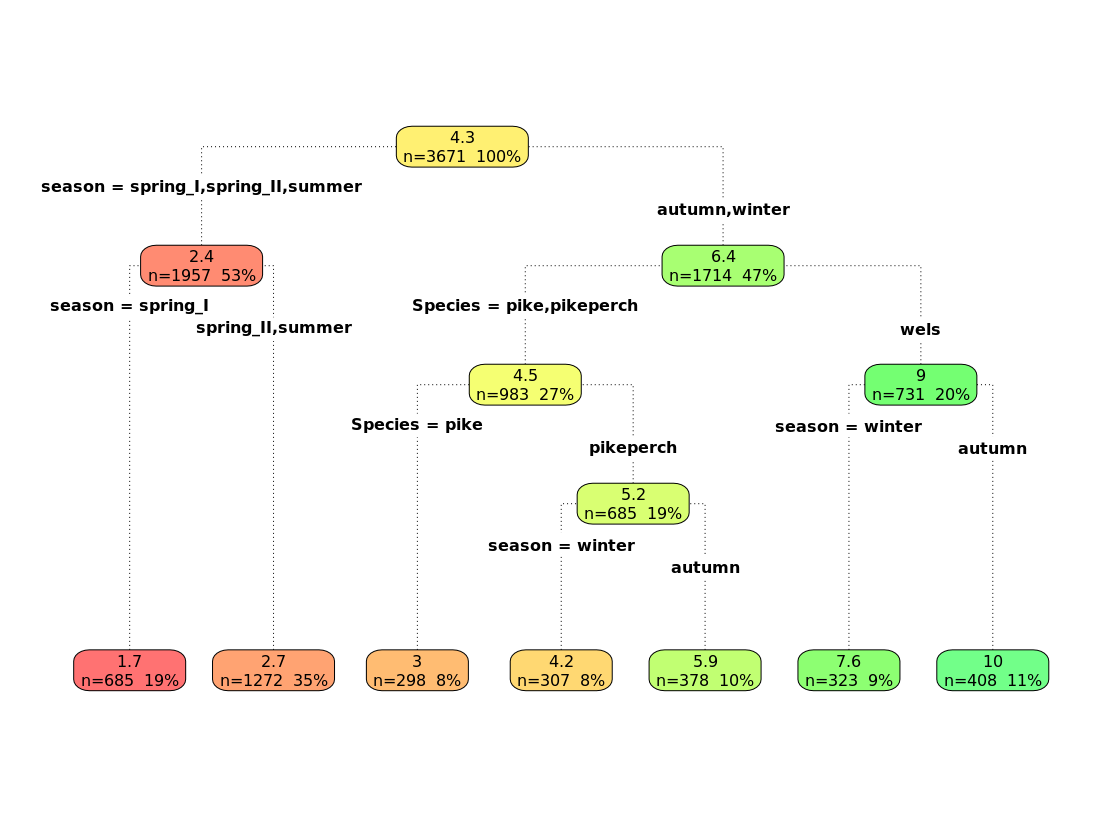 4.3
n=3671  100%
season = spring_I,spring_II,summer
autumn,winter
2.4
n=1957  53%
6.4
n=1714  47%
season = spring_I
spring_II,summer
Species = pike,pikeperch
wels
4.5
n=983  27%
9
n=731  20%
Species = pike
pikeperch
season = winter
autumn
5.2
n=685  19%
season = winter
autumn
1.7
n=685  19%
2.7
n=1272  35%
3
n=298  8%
4.2
n=307  8%
5.9
n=378  10%
7.6
n=323  9%
10
n=408  11%